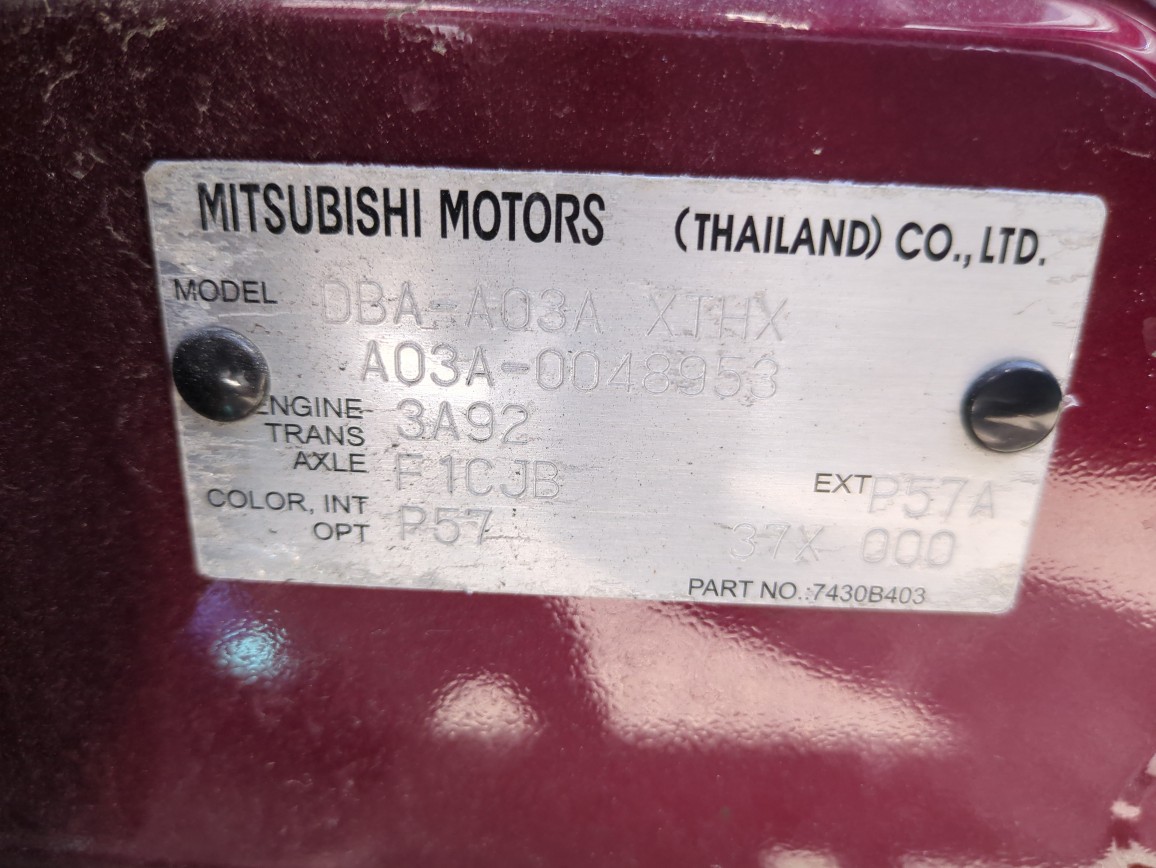 MITSUBISHI MOTORS (THAILAND) CO., LTD.
MODEL DBA-A03A XTHX
A03A-0048953
ENGINE 3A92
TRANS
AXLE F1CJB
EXT P57A
COLOR, INT
OPT P57 37X 000
PART NO.:7430B403